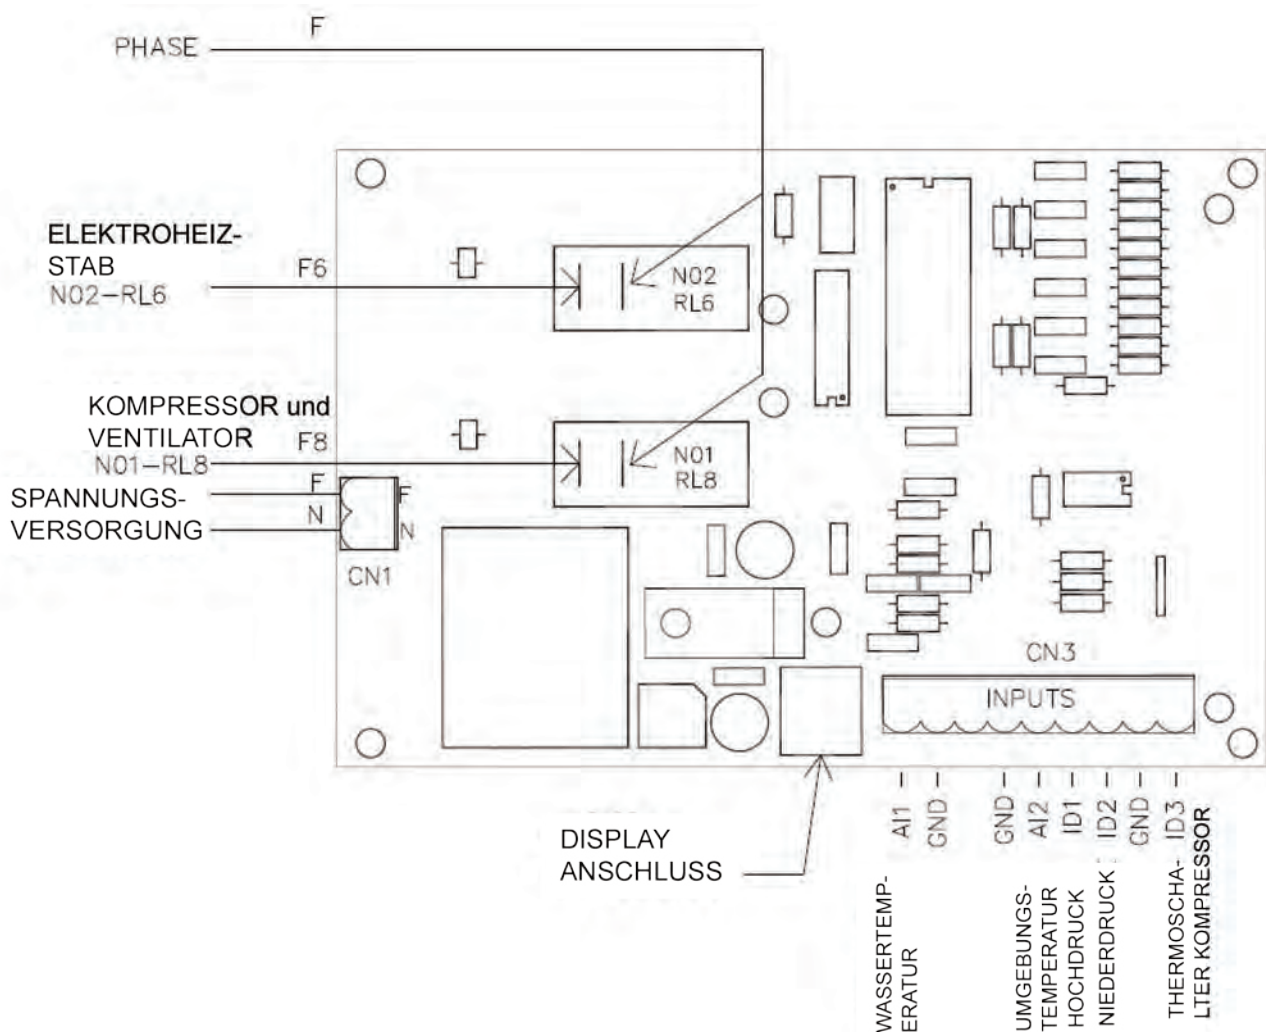 F
PHASE
ELEKTROHEIZ-
STAB
N02-RL6
F6
N02
RL6
KOMPRESSOR und
VENTILATOR
N01-RL8
F8
N01
RL8
SPANNUNGS-
VERSORGUNG
F
N
F
N
CN1
CN3
INPUTS
DISPLAY
ANSCHLUSS
AI1
GND
GND
AI2
ID1
ID2
GND
ID3
WASSERTEMP-
ERATUR
UMGEBUNGS-
TEMPERATUR
HOCHDRUCK
NIEDERDRUCK
THERMOSCHA-
LTER KOMPRESSOR